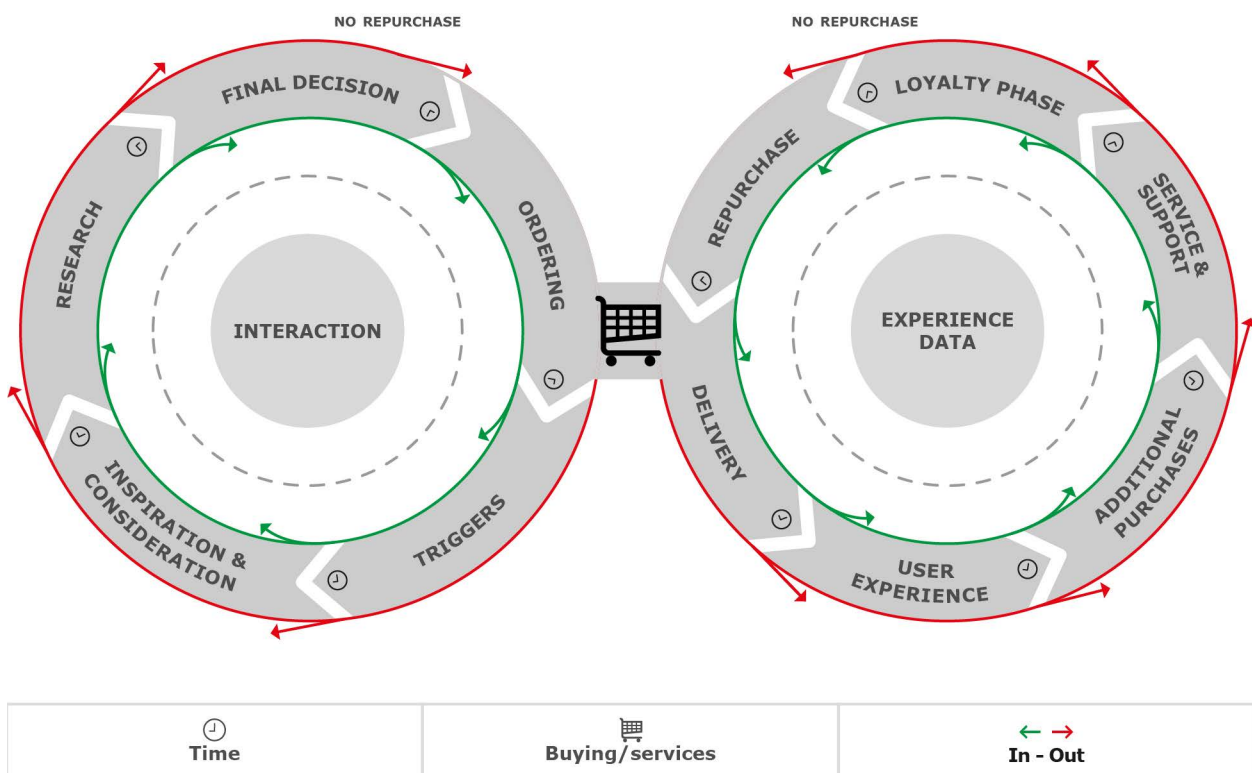 NO REPURCHASE
NO REPURCHASE
FINAL DECISION
ORDERING
TRIGGERS
INSPIRATION &
CONSIDERATION
RESEARCH
INTERACTION
LOYALTY PHASE
REPURCHASE
DELIVERY
USER
EXPERIENCE
ADDITIONAL
PURCHASES
SERVICE &
SUPPORT
EXPERIENCE
DATA
Time
Buying/services
In - Out